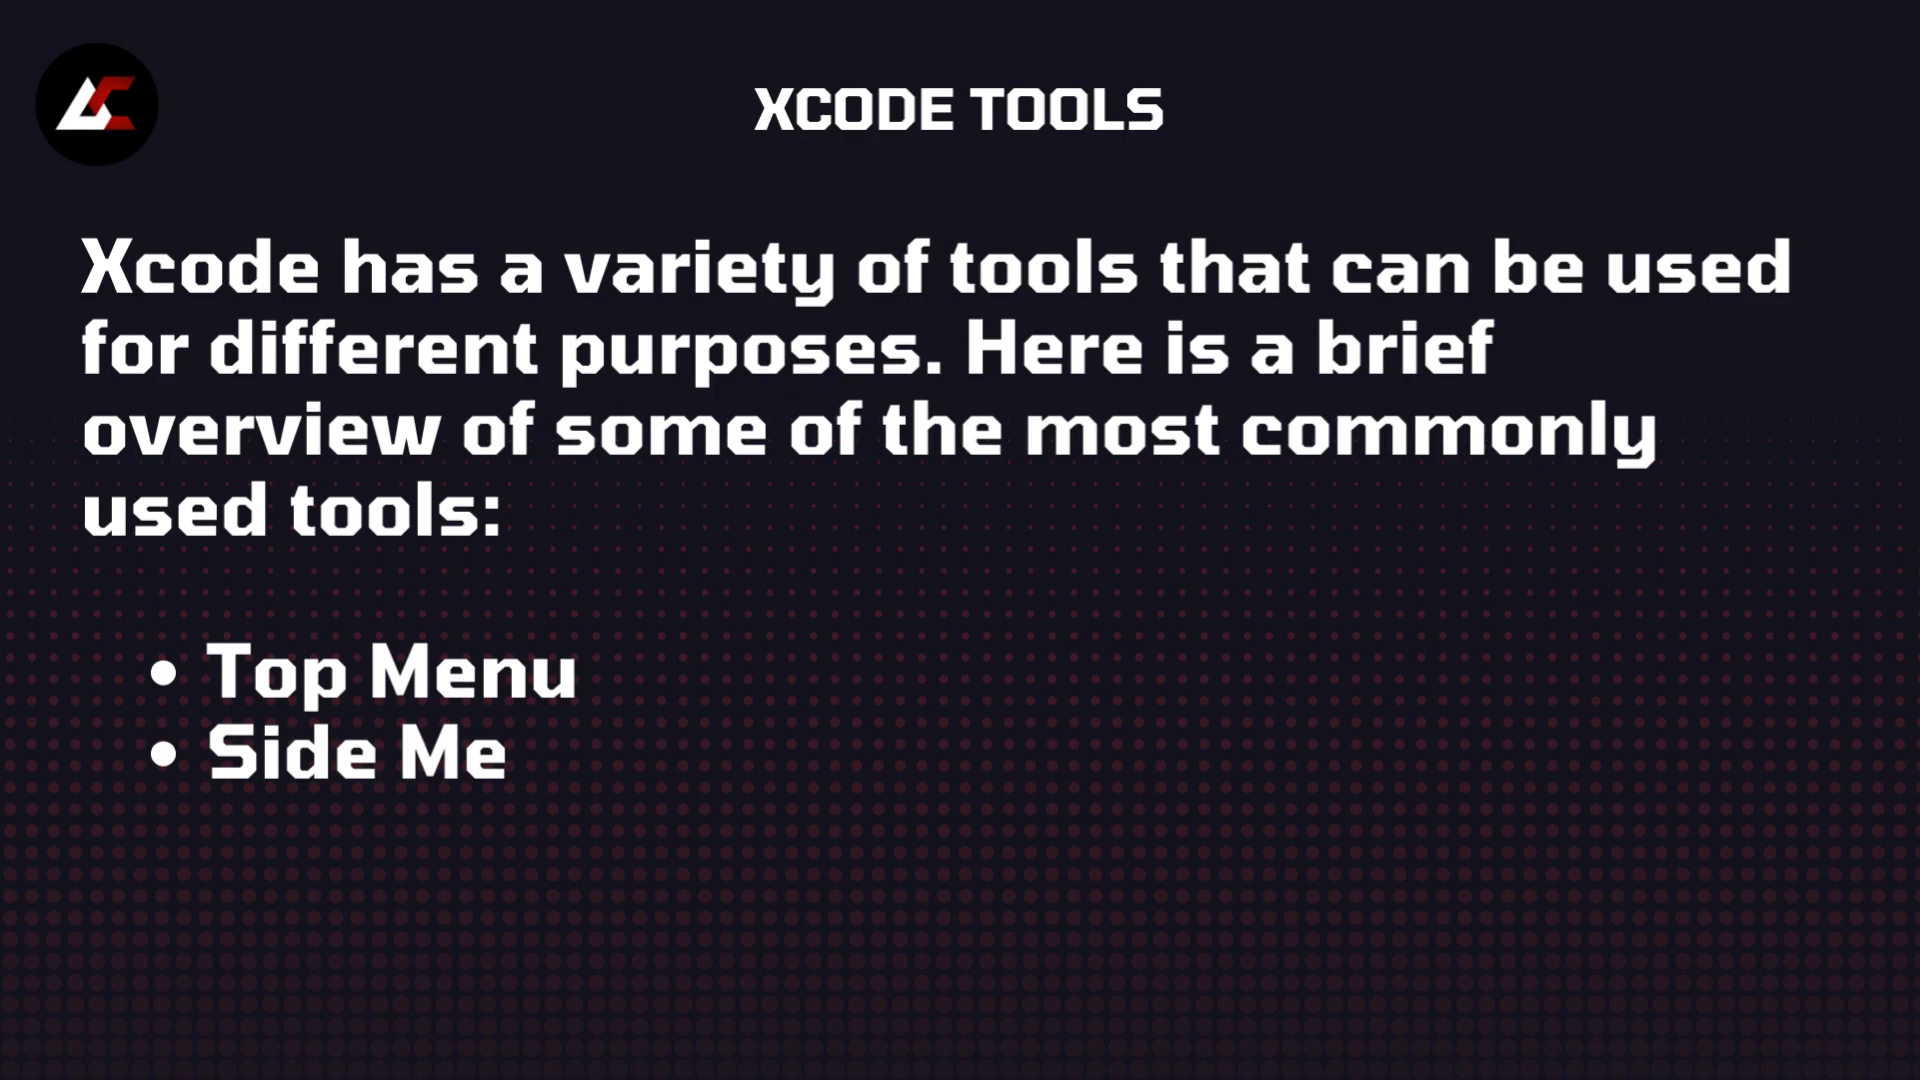 XCODE TOOLS
Xcode has a variety of tools that can be used
for different purposes. Here is a brief
overview of some of the most commonly
used tools:
• Top Menu
• Side Me